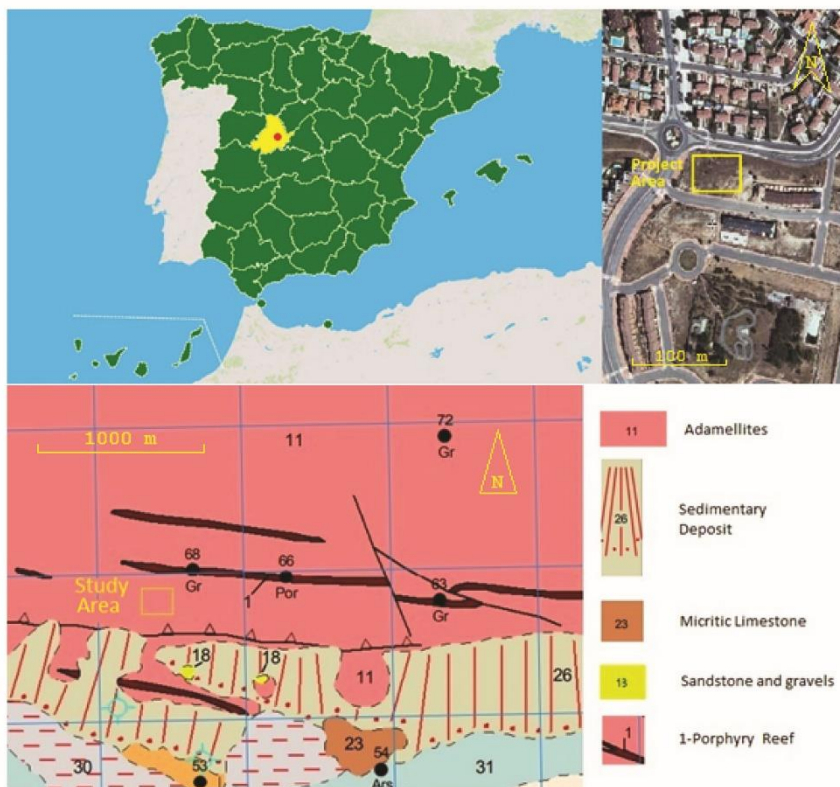 N
Project
Area
100 m
1000 m
11
72
Gr
N
68
Gr
66
Por
63
Gr
Study
Area
1
18
18
11
26
23
54
Ars
30
53
31
11
Adamellites
26
Sedimentary
Deposit
23
Micritic Limestone
18
Sandstone and gravels
1
1-Porphyry Reef